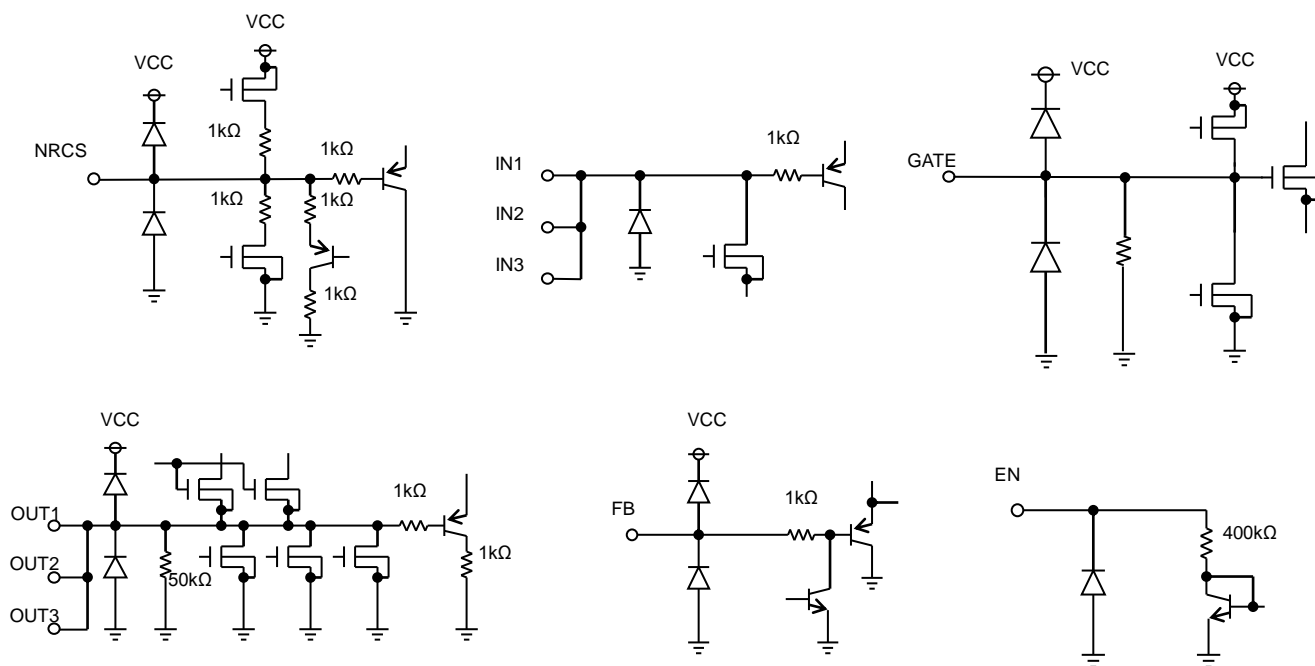 VCC
VCC
1kΩ
1kΩ
NRCS
1kΩ
1kΩ
1kΩ
1kΩ
IN1
IN2
IN3
VCC
VCC
GATE
VCC
1kΩ
OUT1
1kΩ
OUT2
50kΩ
OUT3
VCC
1kΩ
FB
EN
400kΩ